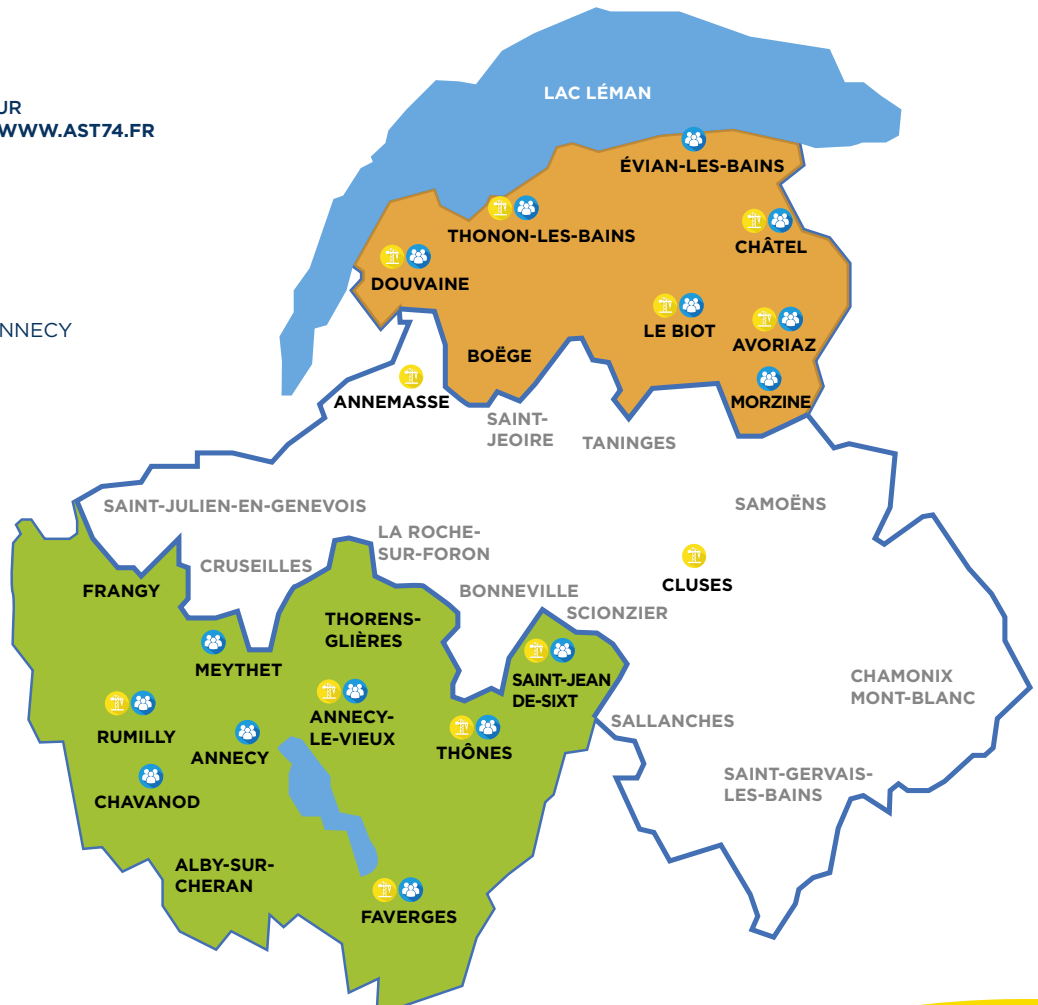 UR
WWW.AST74.FR
LAC LÉMAN
ÉVIAN-LES-BAINS
THONON-LES-BAINS
CHÂTEL
DOUVAINE
NNECY
LE BIOT
AVORIAZ
BOËGE
ANNEMASSE
MORZINE
SAINT-
JEOIRE
TANINGES
SAINT-JULIEN-EN-GENEVOIS
SAMOËNS
LA ROCHE-
SUR-FORON
CRUSEILLES
FRANGY
BONNEVILLE
CLUSES
SCIONZIER
THORENS-
GLIÈRES
MEYTHET
SAINT-JEAN
DE-SIXT
CHAMONIX
MONT-BLANC
RUMILLY
ANNECY-
LE-VIEUX
SALLANCHES
ANNECY
THÔNES
CHAVANOD
SAINT-GERVAIS-
LES-BAINS
ALBY-SUR-
CHERAN
FAVERGES